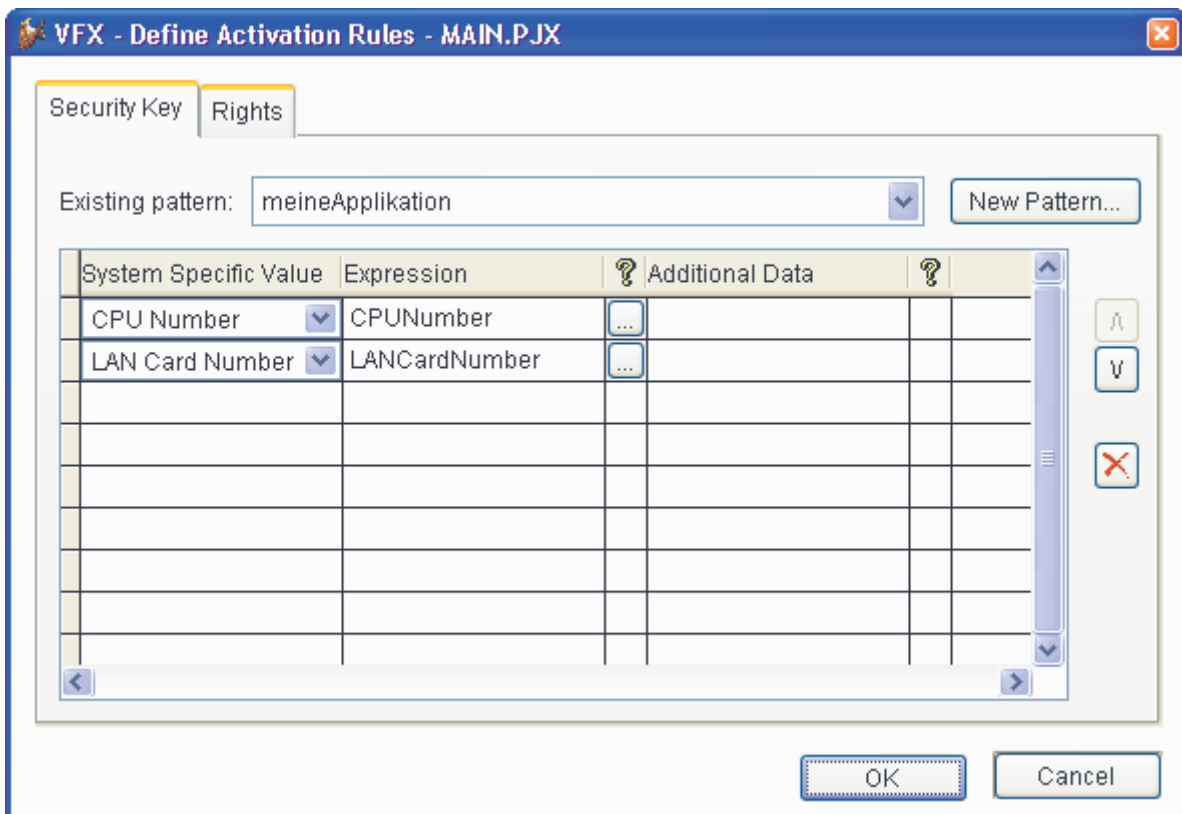 VFX - Define Activation Rules - MAIN.PJX
Security Key Rights
Existing pattern: meineApplikation New Pattern...
System Specific Value Expression ? Additional Data ?
CPU Number CPUNumber ...
LAN Card Number LANCardNumber ...
OK Cancel